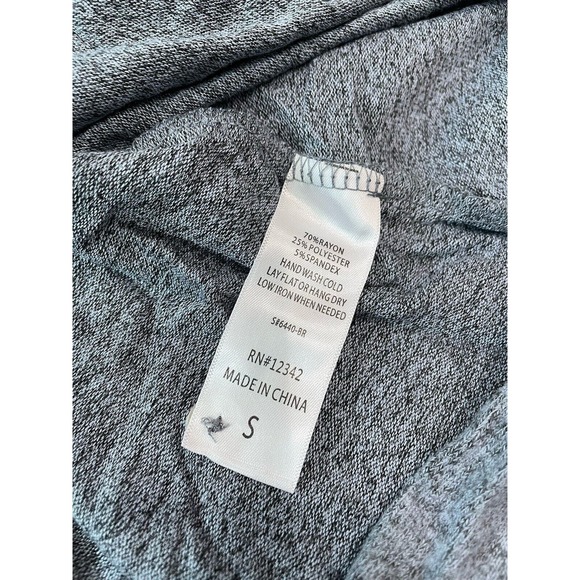 70%RAYON
25% POLYESTER
5%SPANDEX
HAND WASH COLD
LAY FLAT OR HANG DRY
LOW IRON WHEN NEEDED
S#6440-BR
RN#12342
MADE IN CHINA
S